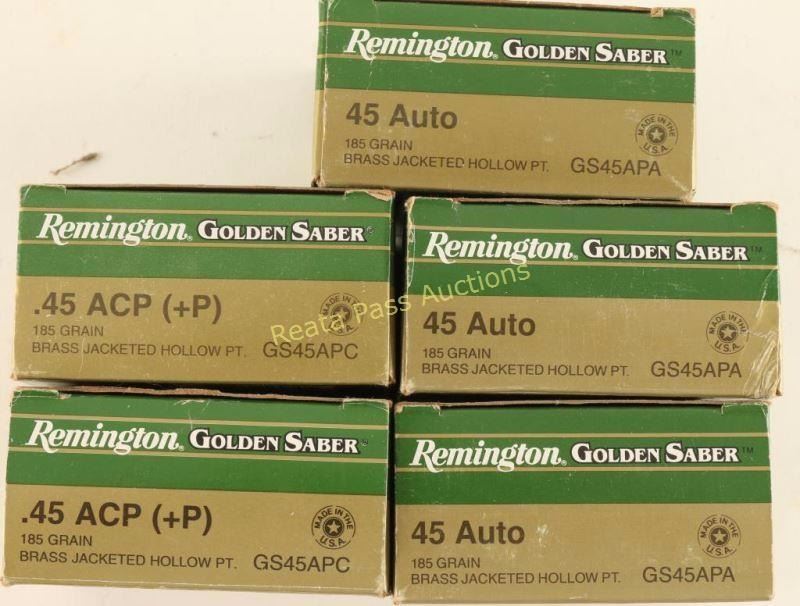 Remington® GOLDEN SABER™
45 Auto
185 GRAIN
BRASS JACKETED HOLLOW PT. GS45APA
MADE IN THE U.S.A.
Remington® GOLDEN SABER®
.45 ACP (+P)
185 GRAIN
BRASS JACKETED HOLLOW PT. GS45APC
MADE IN THE U.S.A.
Remington® GOLDEN SABER™
45 Auto
185 GRAIN
BRASS JACKETED HOLLOW PT. GS45APA
MADE IN THE U.S.A.
Reata Pass Auctions
Remington® GOLDEN SABER®
.45 ACP (+P)
185 GRAIN
BRASS JACKETED HOLLOW PT. GS45APC
MADE IN THE U.S.A.
Remington® GOLDEN SABER™
45 Auto
185 GRAIN
BRASS JACKETED HOLLOW PT. GS45APA
MADE IN THE U.S.A.